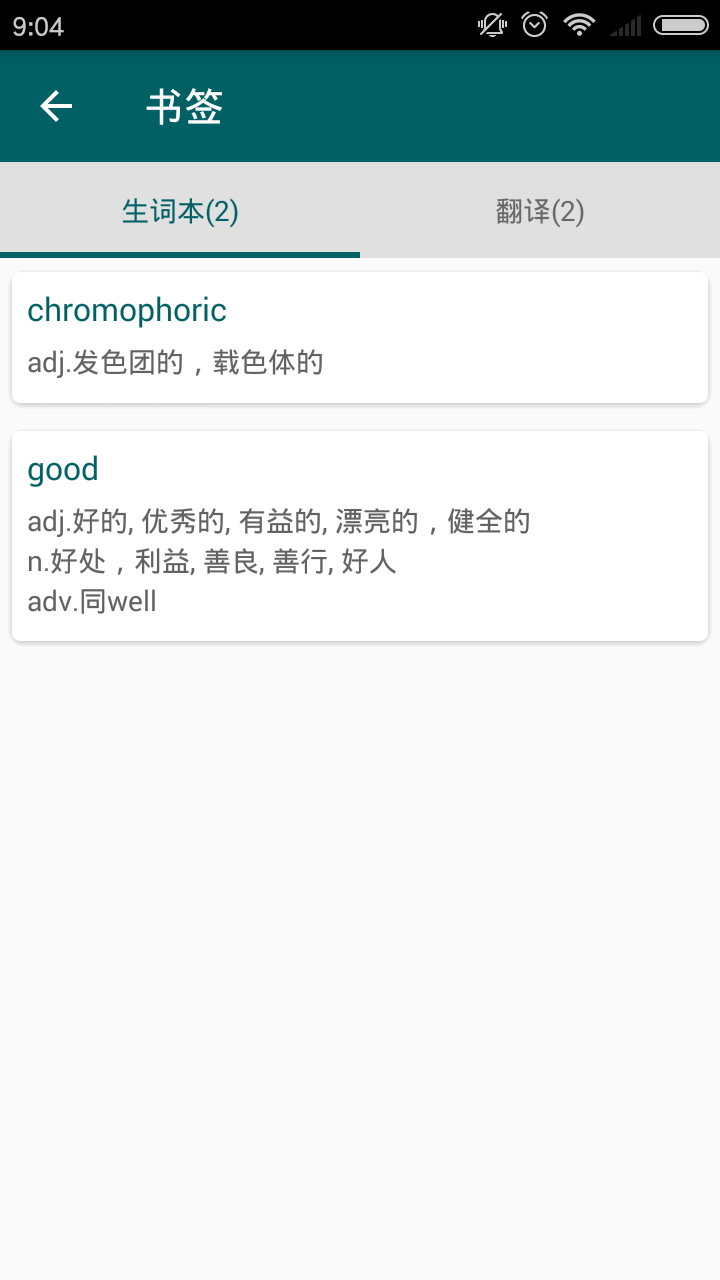 9:04
书签
生词本(2)
翻译(2)
chromophoric
adj.发色团的，载色体的
good
adj.好的, 优秀的, 有益的, 漂亮的，健全的
n.好处，利益, 善良, 善行, 好人
adv.同well